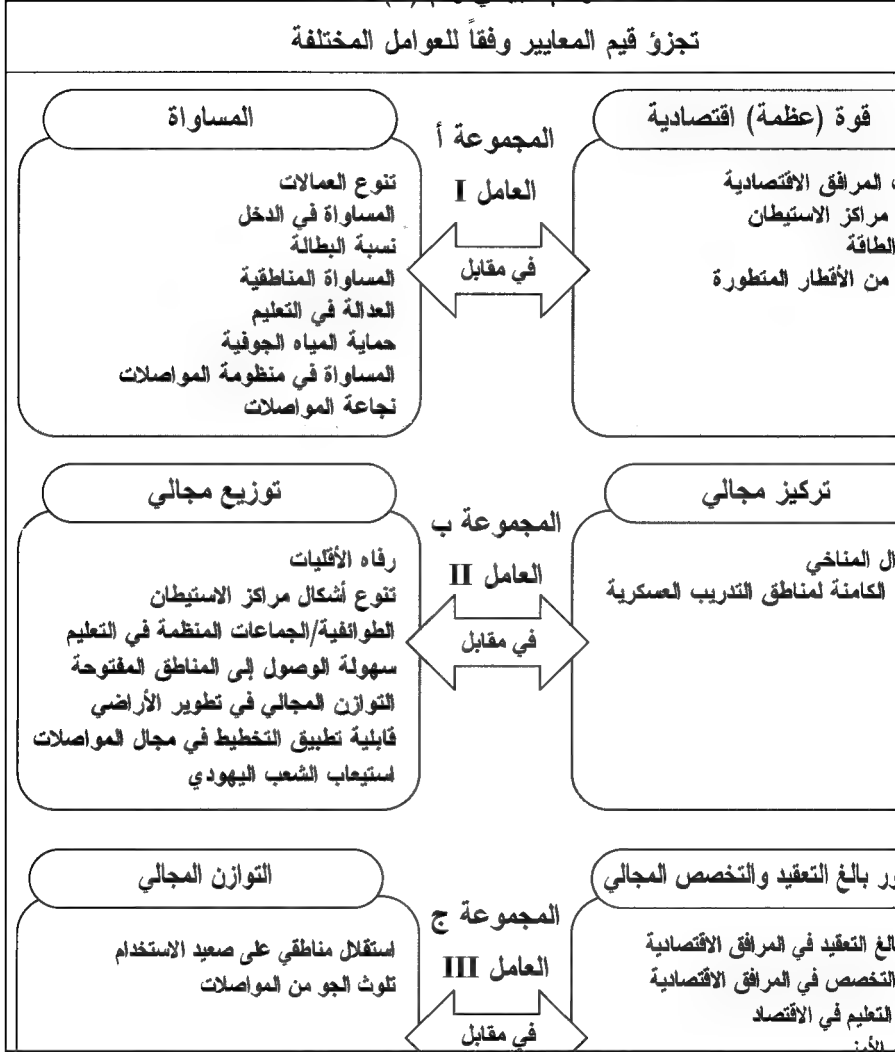 تجزؤ قيم المعايير وفقاً للعوامل المختلفة
قوة (عظمة) اقتصادية
المرافق الاقتصادية
مراكز الاستيطان
الطاقة
من الأقطار المتطورة
المجموعة أ
العامل I
في مقابل
المساواة
تنوع العمالات
المساواة في الدخل
نسبة البطالة
المساواة المناطقية
العدالة في التعليم
حماية المياه الجوفية
المساواة في منظومة المواصلات
نجاعة المواصلات
تركيز مجالي
المناخي
الكامنة لمناطق التدريب العسكرية
المجموعة ب
العامل II
في مقابل
توزيع مجالي
رفاه الأقليات
تنوع أشكال مراكز الاستيطان
الطوائفية/الجماعات المنظمة في التعليم
سهولة الوصول إلى المناطق المفتوحة
التوازن المجالي في تطوير الأراضي
قابلية تطبيق التخطيط في مجال المواصلات
استيعاب الشعب اليهودي
بالغ التعقيد والتخصص المجالي
التعقيد في المرافق الاقتصادية
التخصص في المرافق الاقتصادية
التعليم في الاقتصاد
المجموعة ج
العامل III
في مقابل
التوازن المجالي
استقلال مناطقي على صعيد الاستخدام
تلوث الجو من المواصلات